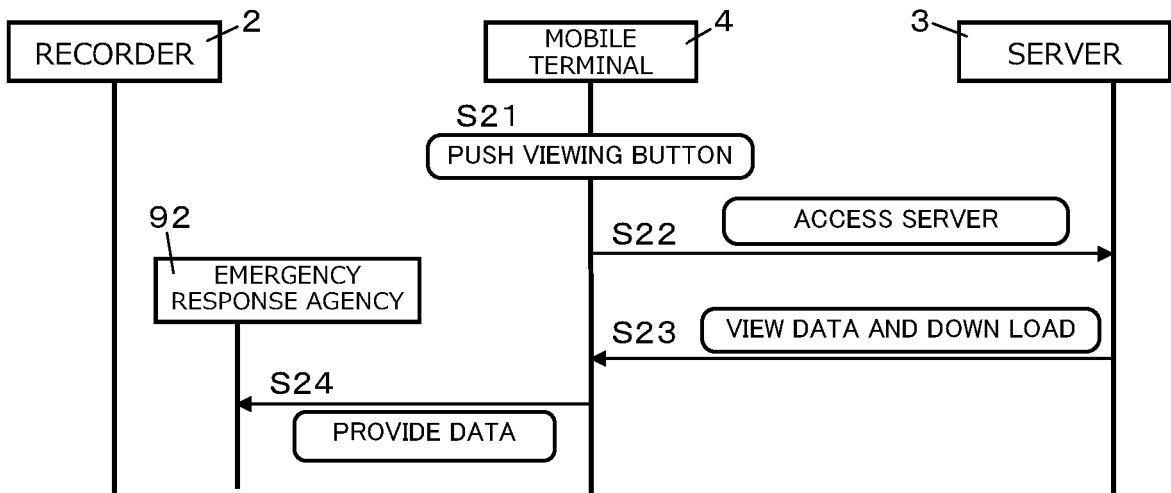 2
4
3
RECORDER
MOBILE
TERMINAL
SERVER
S21
PUSH VIEWING BUTTON
92
ACCESS SERVER
S22
EMERGENCY
RESPONSE AGENCY
VIEW DATA AND DOWN LOAD
S23
S24
PROVIDE DATA